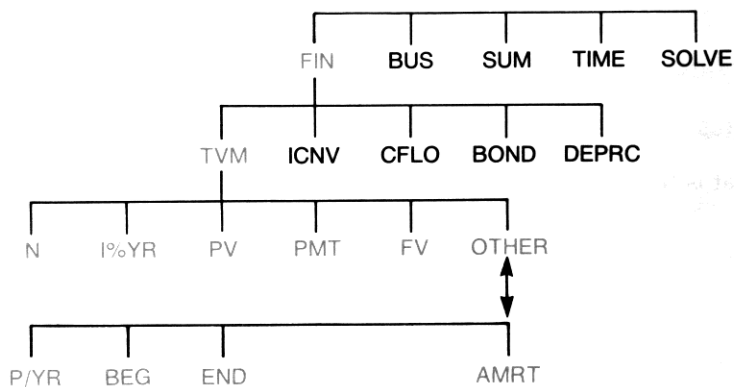 FIN BUS SUM TIME SOLVE
TVM ICNV CFLO BOND DEPRC
N I%YR PV PMT FV OTHER
P/YR BEG END AMRT